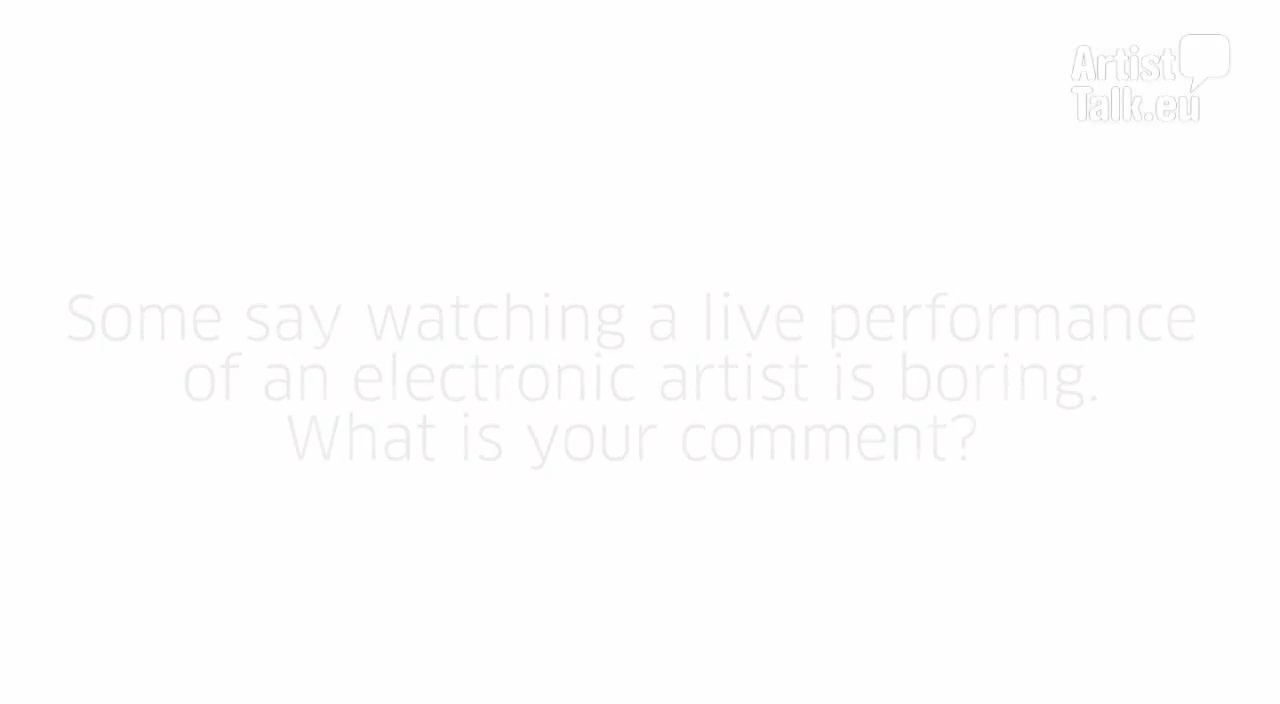 Artist
Talk.eu
Some say watching a live performance
of an electronic artist is boring.
What is your comment?